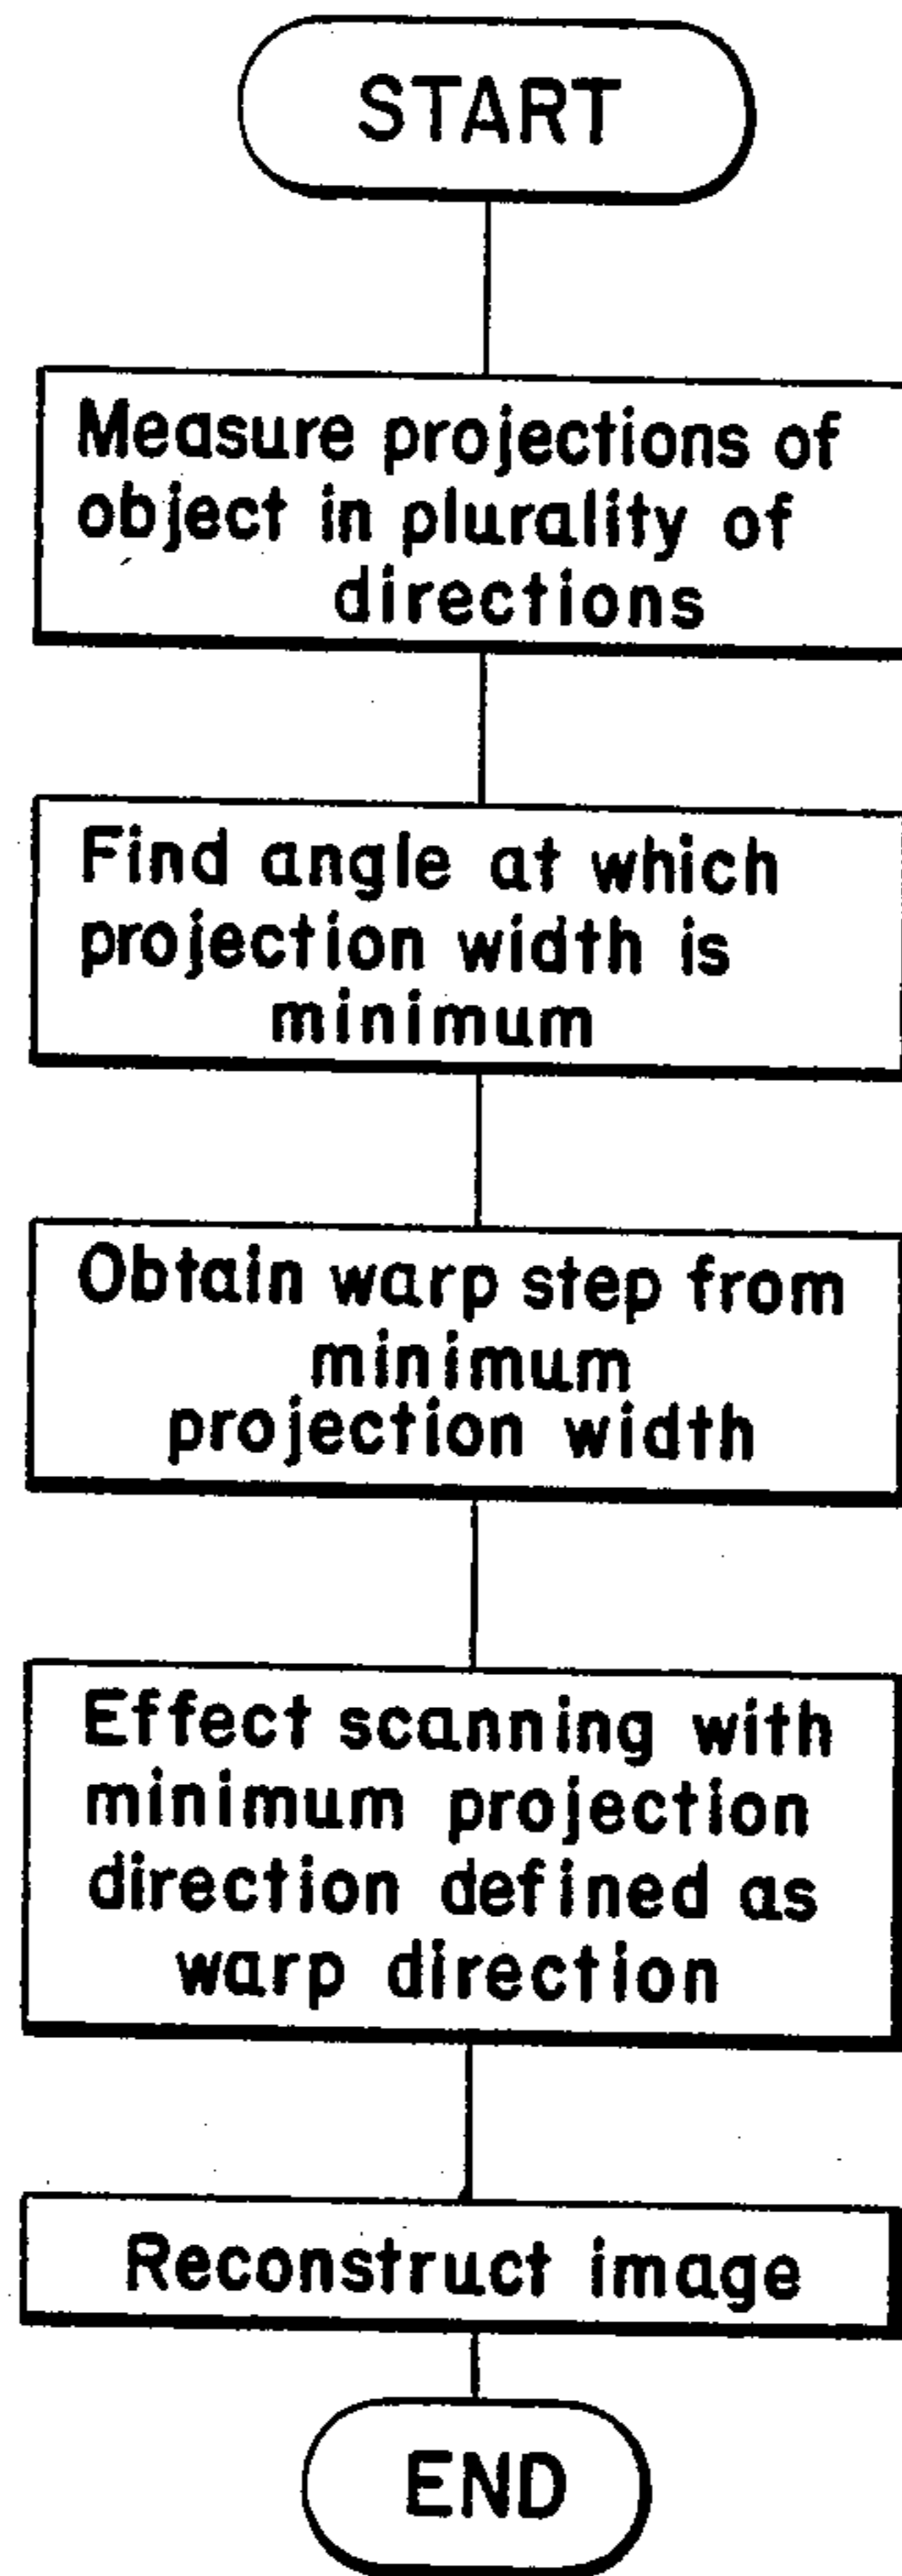 START
Measure projections of
object in plurality of
directions
Find angle at which
projection width is
minimum
Obtain warp step from
minimum
projection width
Effect scanning with
minimum projection
direction defined as
warp direction
Reconstruct image
END